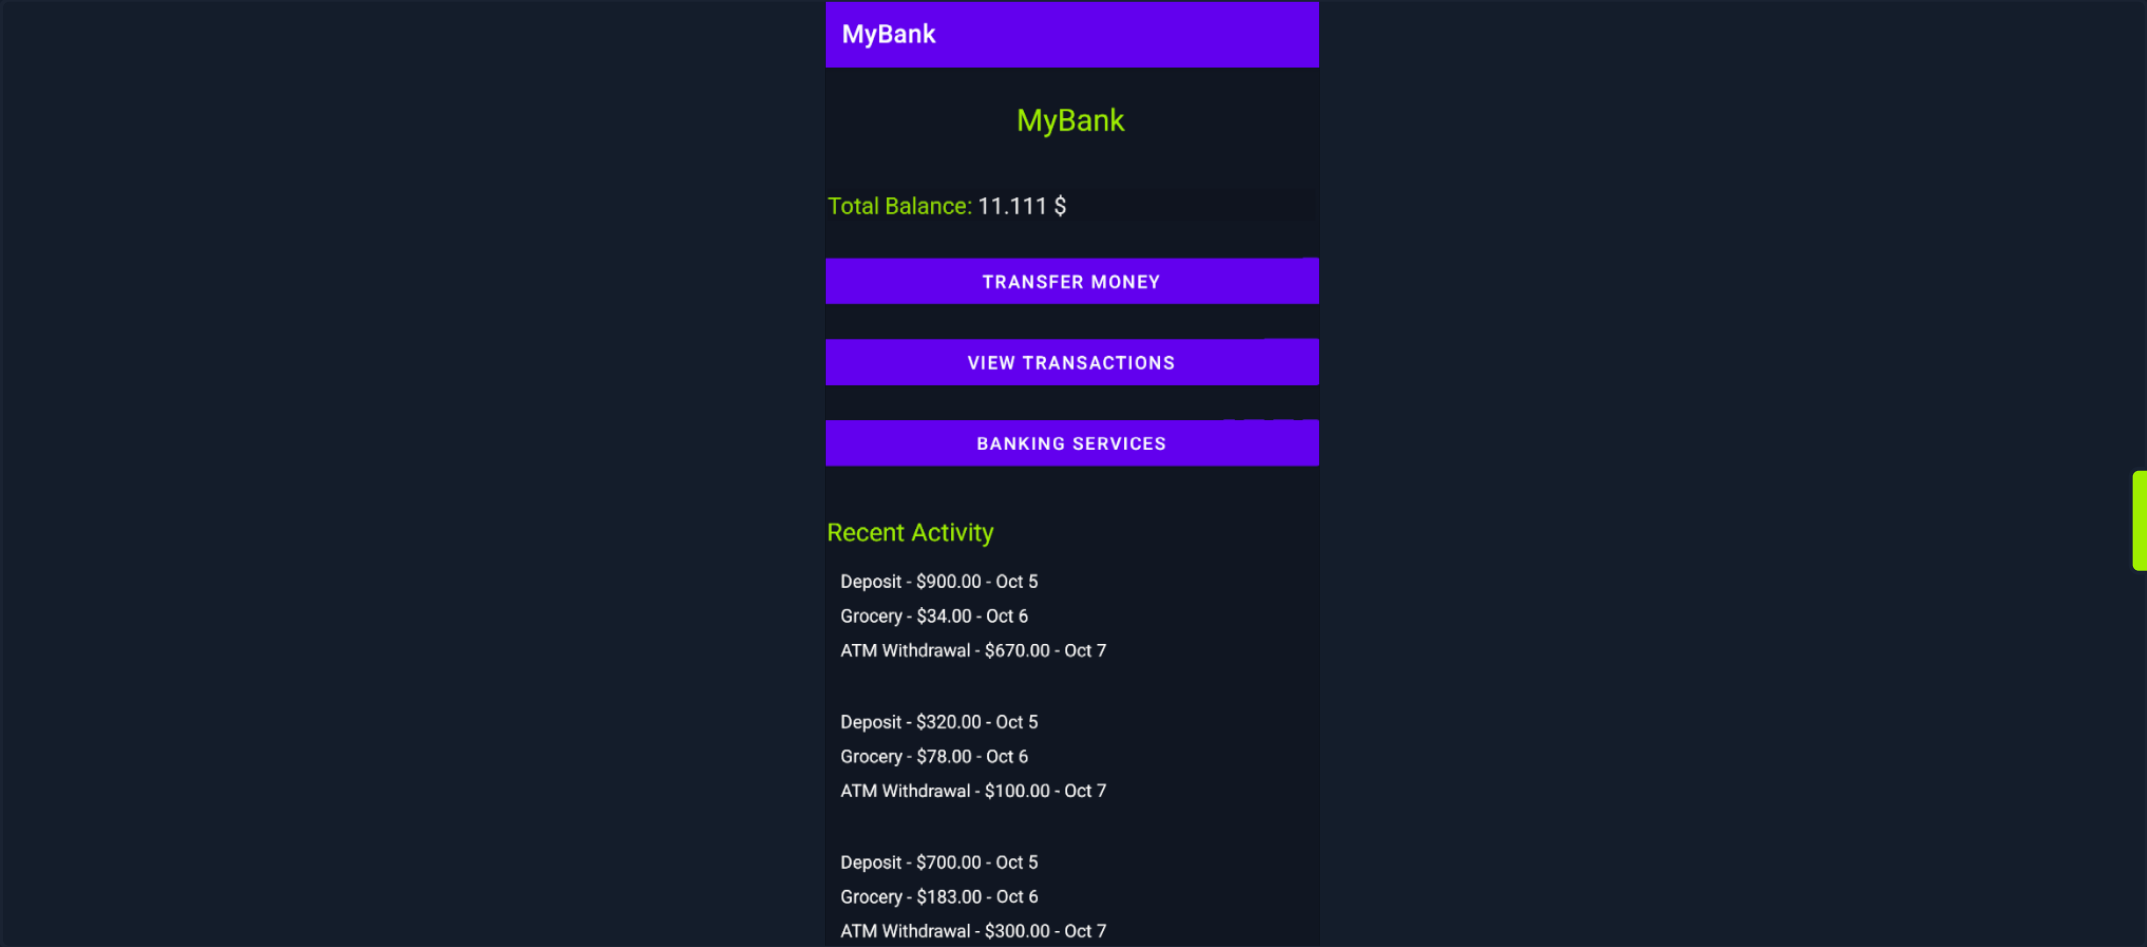 MyBank
MyBank
Total Balance: 11.111 $
TRANSFER MONEY
VIEW TRANSACTIONS
BANKING SERVICES
Recent Activity
Deposit - $900.00 - Oct 5
Grocery - $34.00 - Oct 6
ATM Withdrawal - $670.00 - Oct 7
Deposit - $320.00 - Oct 5
Grocery - $78.00 - Oct 6
ATM Withdrawal - $100.00 - Oct 7
Deposit - $700.00 - Oct 5
Grocery - $183.00 - Oct 6
ATM Withdrawal - $300.00 - Oct 7